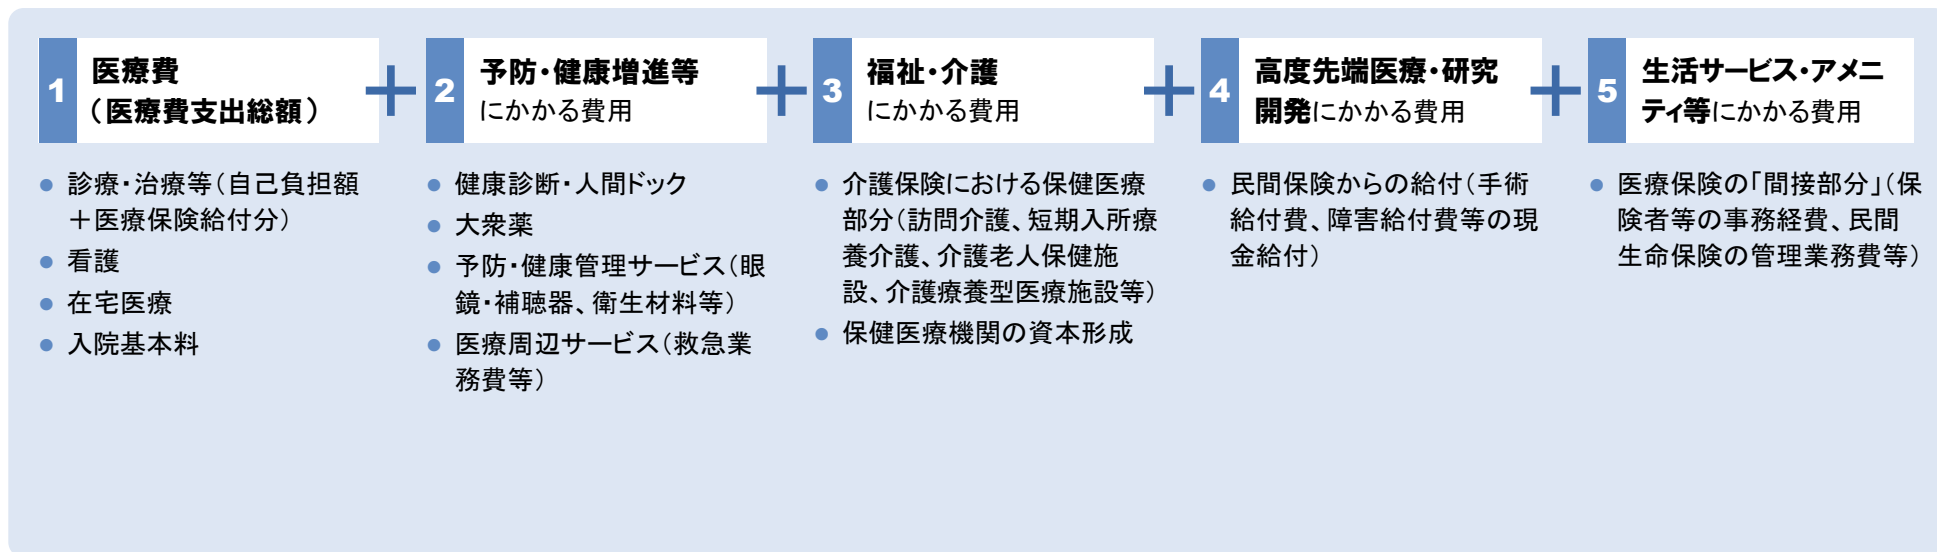 1
医療費
（医療費支出総額）
● 診療・治療等（自己負担額
＋医療保険給付分）
● 看護
● 在宅医療
● 入院基本料
＋
2
予防・健康増進等
にかかる費用
● 健康診断・人間ドック
● 大衆薬
● 予防・健康管理サービス（眼
鏡・補聴器、衛生材料等）
● 医療周辺サービス（救急業
務費等）
＋
3
福祉・介護
にかかる費用
● 介護保険における保健医療
部分（訪問介護、短期入所療
養介護、介護老人保健施
設、介護療養型医療施設等）
● 保健医療機関の資本形成
＋
4
高度先端医療・研究
開発にかかる費用
● 民間保険からの給付（手術
給付費、障害給付費等の現
金給付）
＋
5
生活サービス・アメニ
ティ等にかかる費用
● 医療保険の「間接部分」（保
険者等の事務経費、民間
生命保険の管理業務費等）